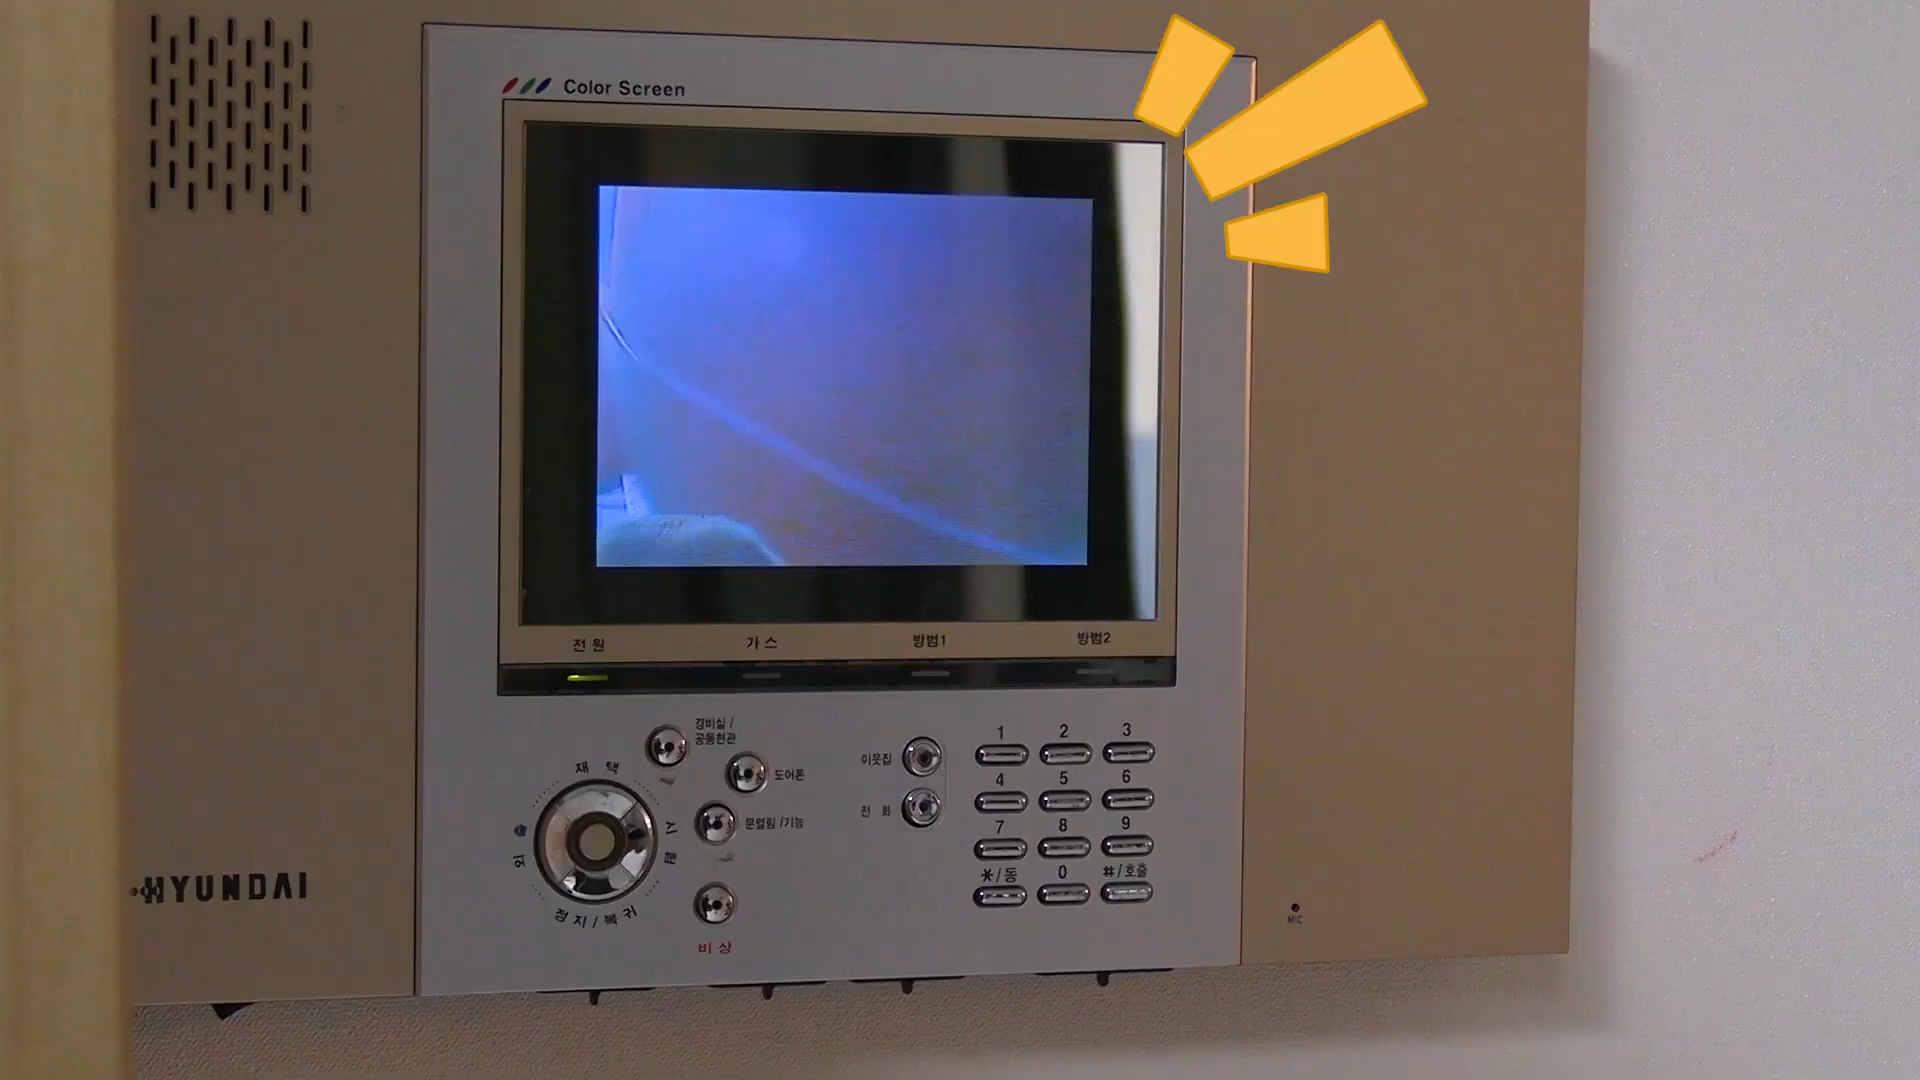 Color Screen
전원 가스 방범1 방범2
경비실/
공동현관
도어폰
문열림/기능
비상
재택
외출
정지/복귀
이웃집
전화
1 2 3
4 5 6
7 8 9
*/동 0 #/호출
HYUNDAI
MIC